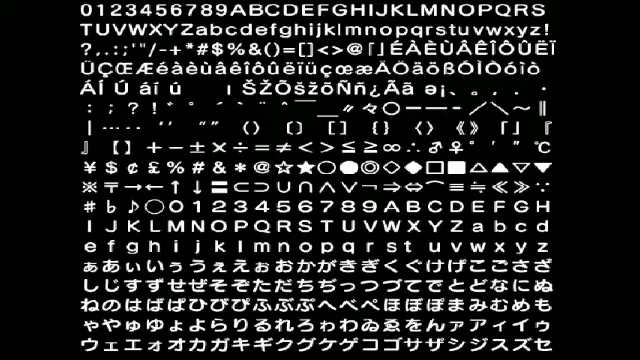 0123456789ABCDEFGHIJKLMNOPQRS
TUVWXYZabcdefghijklmnopqrstuvwxyz!
?,.:;'"/-+*#$%&()=[]<>@「」ÉÀÈÙÂÊÎÔÛËÏ
ÜÇŒÆéàèùâêîôûëïüçœæÄÖäößÓÌÒóìò
ÁÍ Ú áí ú ı ŠŽÕšžõÑñ¿Ãã ə¡、。，．・
：；？！゛゜´｀¨＾￣＿〃々〇ー―‐／＼～∥
｜…‥‘’“”（）〔〕［］｛｝〈〉《》「」『
』【】＋－±×÷＝≠＜＞≦≧∞∴♂♀°′″℃
￥＄￠￡％＃＆＊＠☆★○●◎◇◆□■△▲▽▼
※〒→←↑↓〓⊂⊃∪∩∧∨￢⇒⇔⌒≡≒≪≫∵
♯♭♪◯０１２３４５６７８９ＡＢＣＤＥＦＧＨ
ＩＪＫＬＭＮＯＰＱＲＳＴＵＶＷＸＹＺａｂｃｄ
ｅｆｇｈｉｊｋｌｍｎｏｐｑｒｓｔｕｖｗｘｙｚ
ぁあぃいぅうぇえぉおかがきぎくぐけげこごさざ
しじすずせぜそぞただちぢっつづてでとどなにぬ
ねのはばぱひびぴふぶぷへべぺほぼぽまみむめも
ゃやゅゆょよらりるれろゎわゐゑをんァアィイゥ
ウェエォオカガキギクグケゲコゴサザシジスズセ